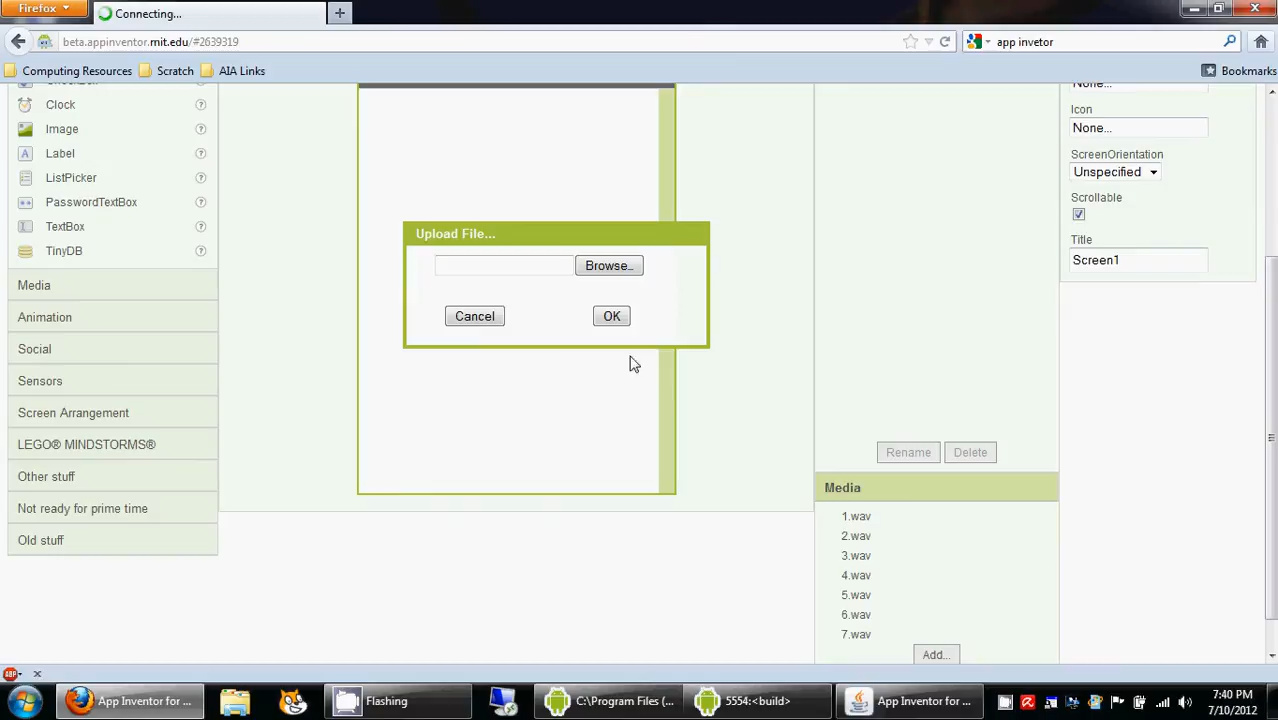 Firefox
Connecting...
beta.appinventor.mit.edu/#2639319
app invetor
Computing Resources
Scratch
AIA Links
Bookmarks
Clock
Image
Label
ListPicker
PasswordTextBox
TextBox
TinyDB
Media
Animation
Social
Sensors
Screen Arrangement
LEGO® MINDSTORMS®
Other stuff
Not ready for prime time
Old stuff
Upload File...
Browse..
Cancel
OK
Rename
Delete
Media
1.wav
2.wav
3.wav
4.wav
5.wav
6.wav
7.wav
Add...
None...
Icon
None...
ScreenOrientation
Unspecified
Scrollable
Title
Screen1
ABP
App Inventor for ...
Flashing
C:\Program Files (...
5554:<build>
App Inventor for ...
7:40 PM
7/10/2012